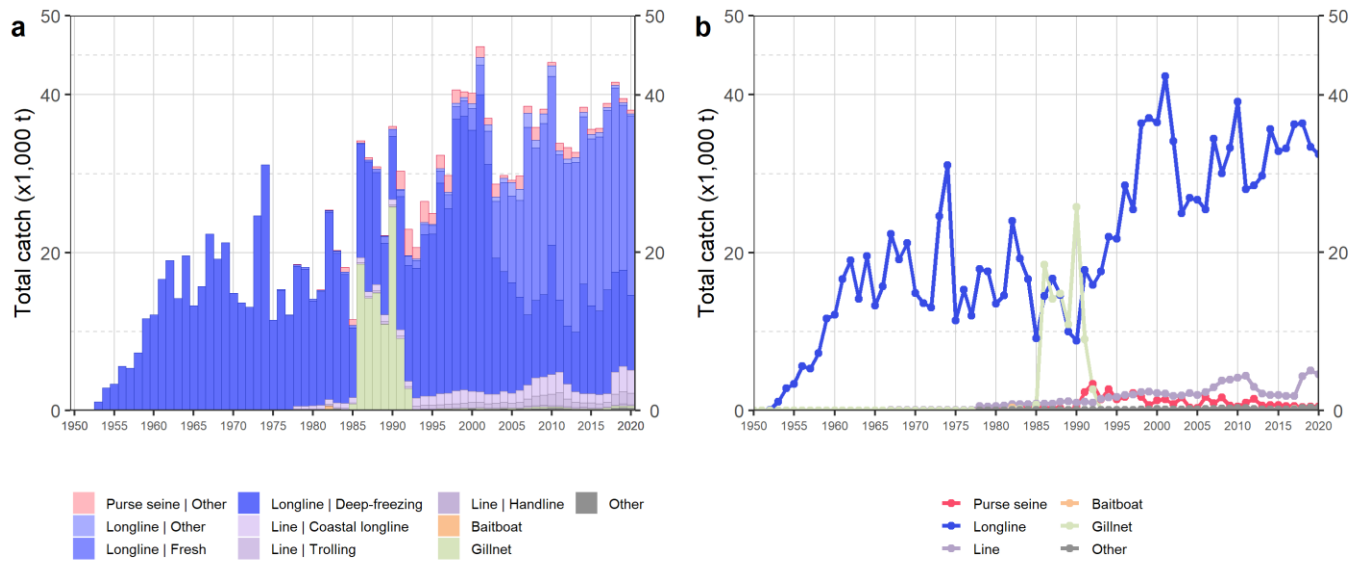 a
Total catch (x1,000 t)
50
40
20
0
50
40
20
0
1950 1955 1960 1965 1970 1975 1980 1985 1990 1995 2000 2005 2010 2015 2020
Purse seine | Other
Longline | Other
Longline | Fresh
Longline | Deep-freezing
Line | Coastal longline
Line | Trolling
Line | Handline
Baitboat
Gillnet
Other
b
Total catch (x1,000 t)
50
40
20
0
50
40
20
0
1950 1955 1960 1965 1970 1975 1980 1985 1990 1995 2000 2005 2010 2015 2020
Purse seine
Longline
Line
Baitboat
Gillnet
Other